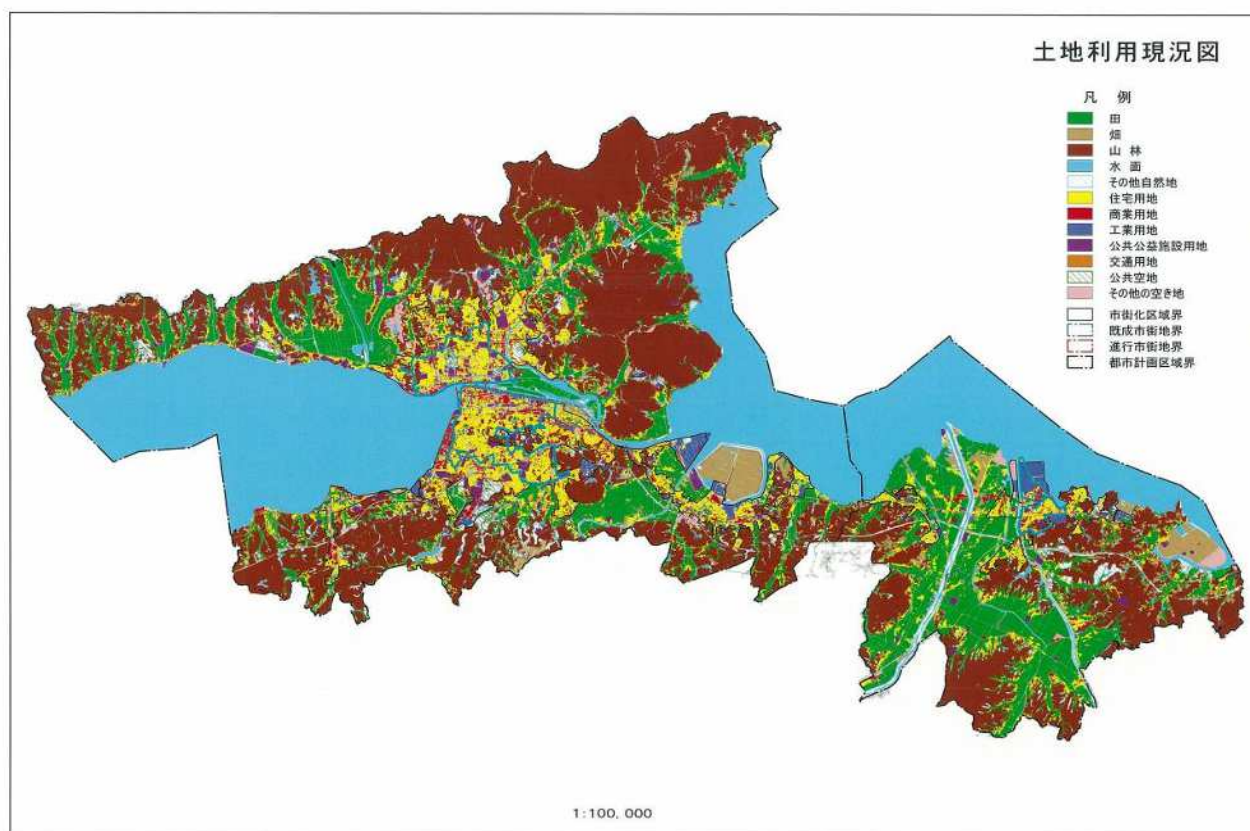 土地利用現況図
凡 例
田
畑
山 林
水 面
その他自然地
住宅用地
商業用地
工業用地
公共公益施設用地
交通用地
公共空地
その他の空き地
市街化区域界
既成市街地界
進行市街地界
都市計画区域界
1:100,000